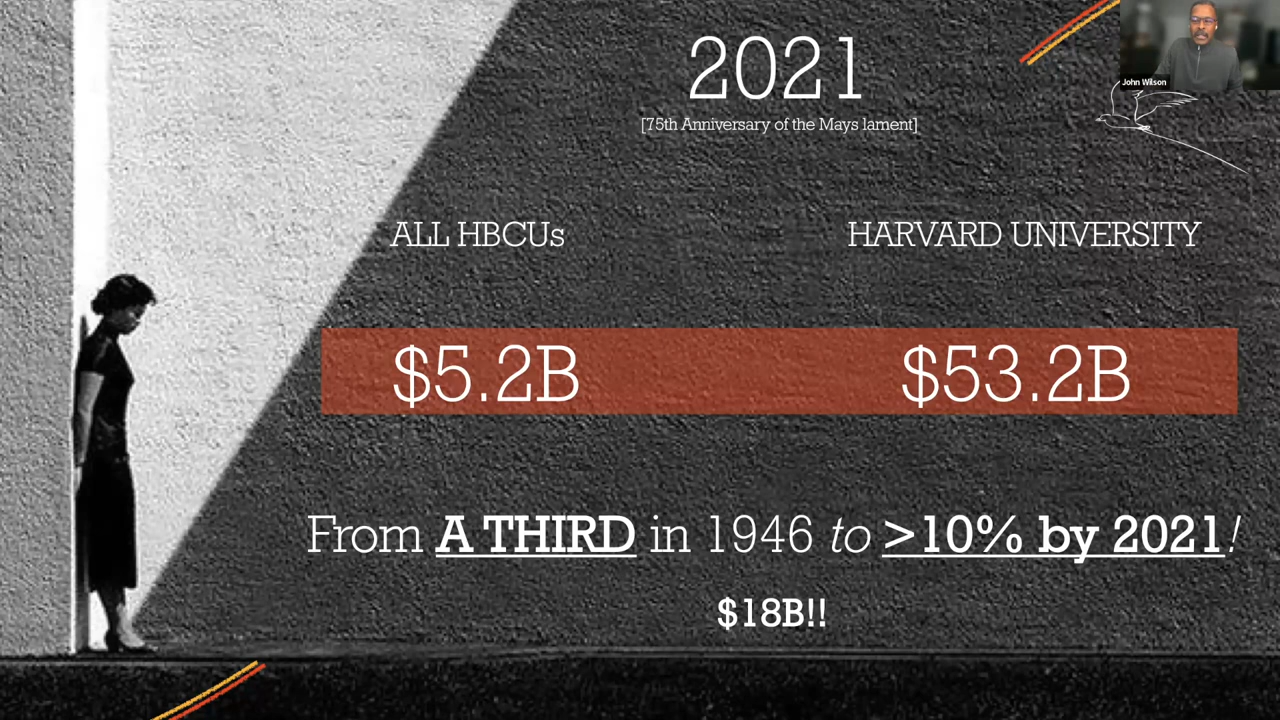 2021
[75th Anniversary of the Mays lament]
John Wilson
ALL HBCUs HARVARD UNIVERSITY
$5.2B $53.2B
From A THIRD in 1946 to >10% by 2021!
$18B!!